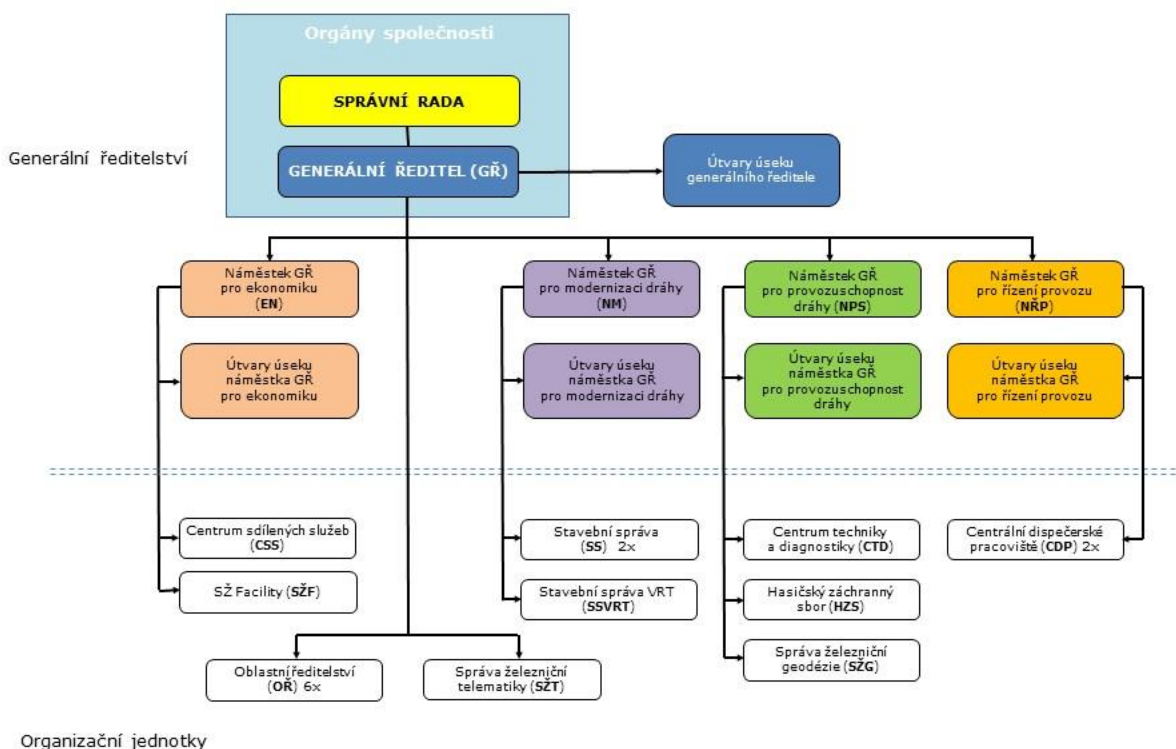 Orgány společnosti
SPRÁVNÍ RADA
Generální ředitelství
GENERÁLNÍ ŘEDITEL (GŘ)
Útvary úseku
generálního ředitele
Náměstek GŘ
pro ekonomiku
(EN)
Náměstek GŘ
pro modernizaci dráhy
(NM)
Náměstek GŘ
pro provozuschopnost
dráhy (NPS)
Náměstek GŘ
pro řízení provozu
(NŘP)
Útvary úseku
náměstka GŘ
pro ekonomiku
Útvary úseku
náměstka GŘ
pro modernizaci dráhy
Útvary úseku
náměstka GŘ
pro provozuschopnost
dráhy
Útvary úseku
náměstka GŘ
pro řízení provozu
Centrum sdílených služeb
(CSS)
Stavební správa
(SS) 2x
Centrum techniky
a diagnostiky (CTD)
Centrální dispečerské
pracoviště (CDP) 2x
SŽ Facility (SŽF)
Stavební správa VRT
(SSVRT)
Hasičský záchranný
sbor (HZS)
Oblastní ředitelství
(OŘ) 6x
Správa železniční
telematiky (SŽT)
Správa železniční
geodézie (SŽG)
Organizační jednotky